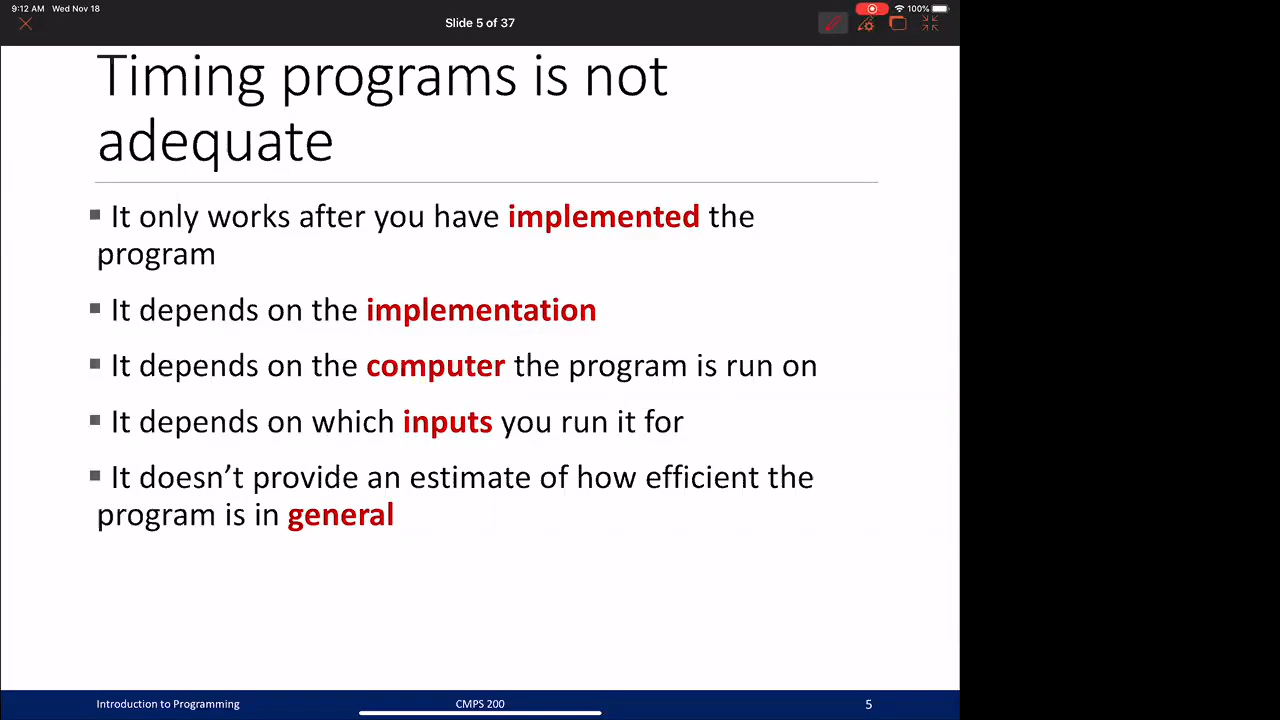 9:12 AM Wed Nov 18
100%
Slide 5 of 37
Timing programs is not
adequate
▪ It only works after you have implemented the
program
▪ It depends on the implementation
▪ It depends on the computer the program is run on
▪ It depends on which inputs you run it for
▪ It doesn’t provide an estimate of how efficient the
program is in general
Introduction to Programming
CMPS 200
5